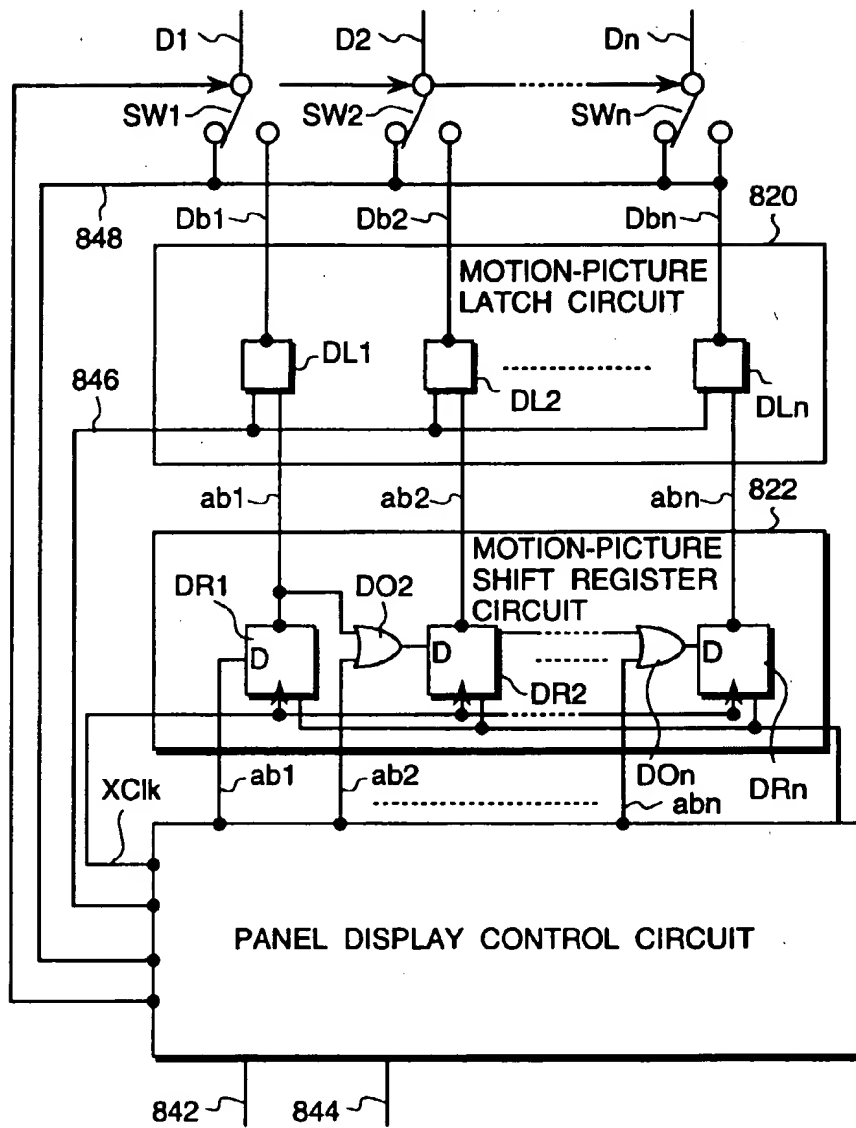 D1 D2 Dn
SW1 SW2 SWn
848 Db1 Db2 Dbn 820
MOTION-PICTURE
LATCH CIRCUIT
DL1
846 DL2 DLn
ab1 ab2 abn 822
MOTION-PICTURE
SHIFT REGISTER
CIRCUIT
DR1 DO2
D D D
DR2
XClk ab1 ab2 DOn abn DRn
PANEL DISPLAY CONTROL CIRCUIT
842 844